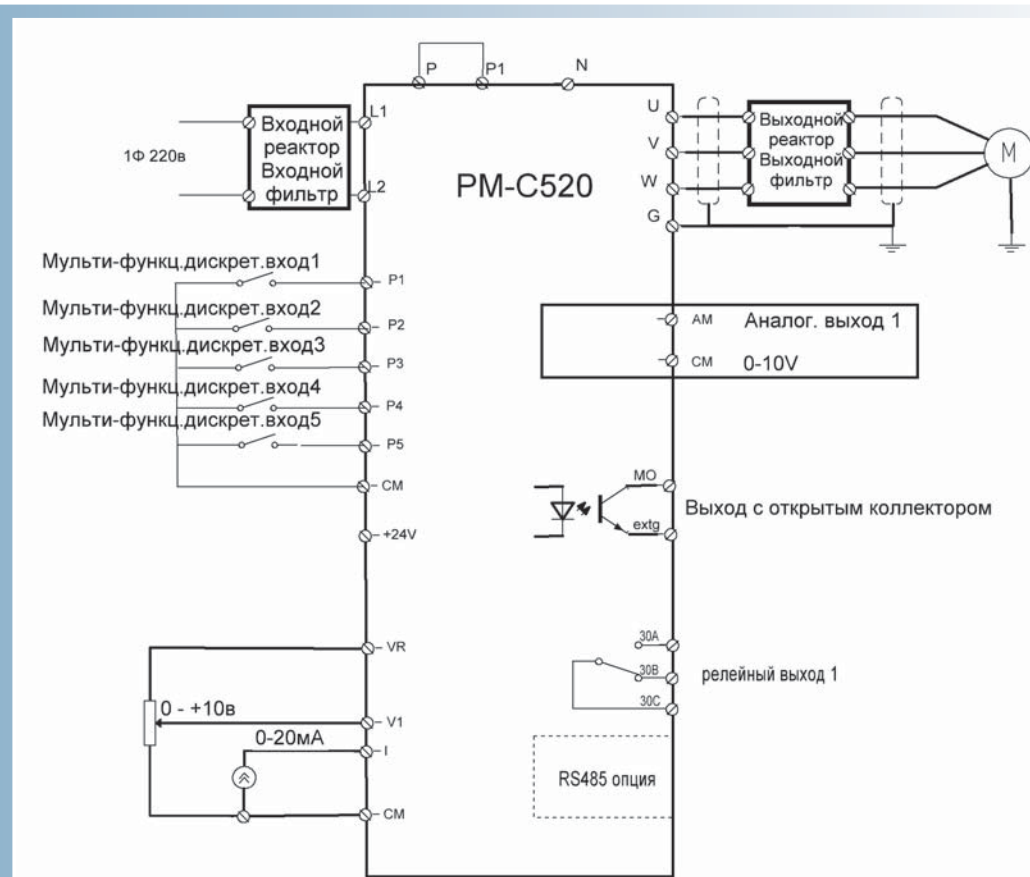 P
P1
N
L1
L2
1Ф 220в
Входной
реактор
Входной
фильтр
PM-C520
U
V
W
G
Выходной
реактор
Выходной
фильтр
M
Мульти-функц.дискрет.вход1
P1
Мульти-функц.дискрет.вход2
P2
Мульти-функц.дискрет.вход3
P3
Мульти-функц.дискрет.вход4
P4
Мульти-функц.дискрет.вход5
P5
CM
+24V
AM Аналог. выход 1
CM 0-10V
MO
extg
Выход с открытым коллектором
VR
0 - +10в
V1
0-20мА
I
CM
30A
30B
30C
релейный выход 1
RS485 опция